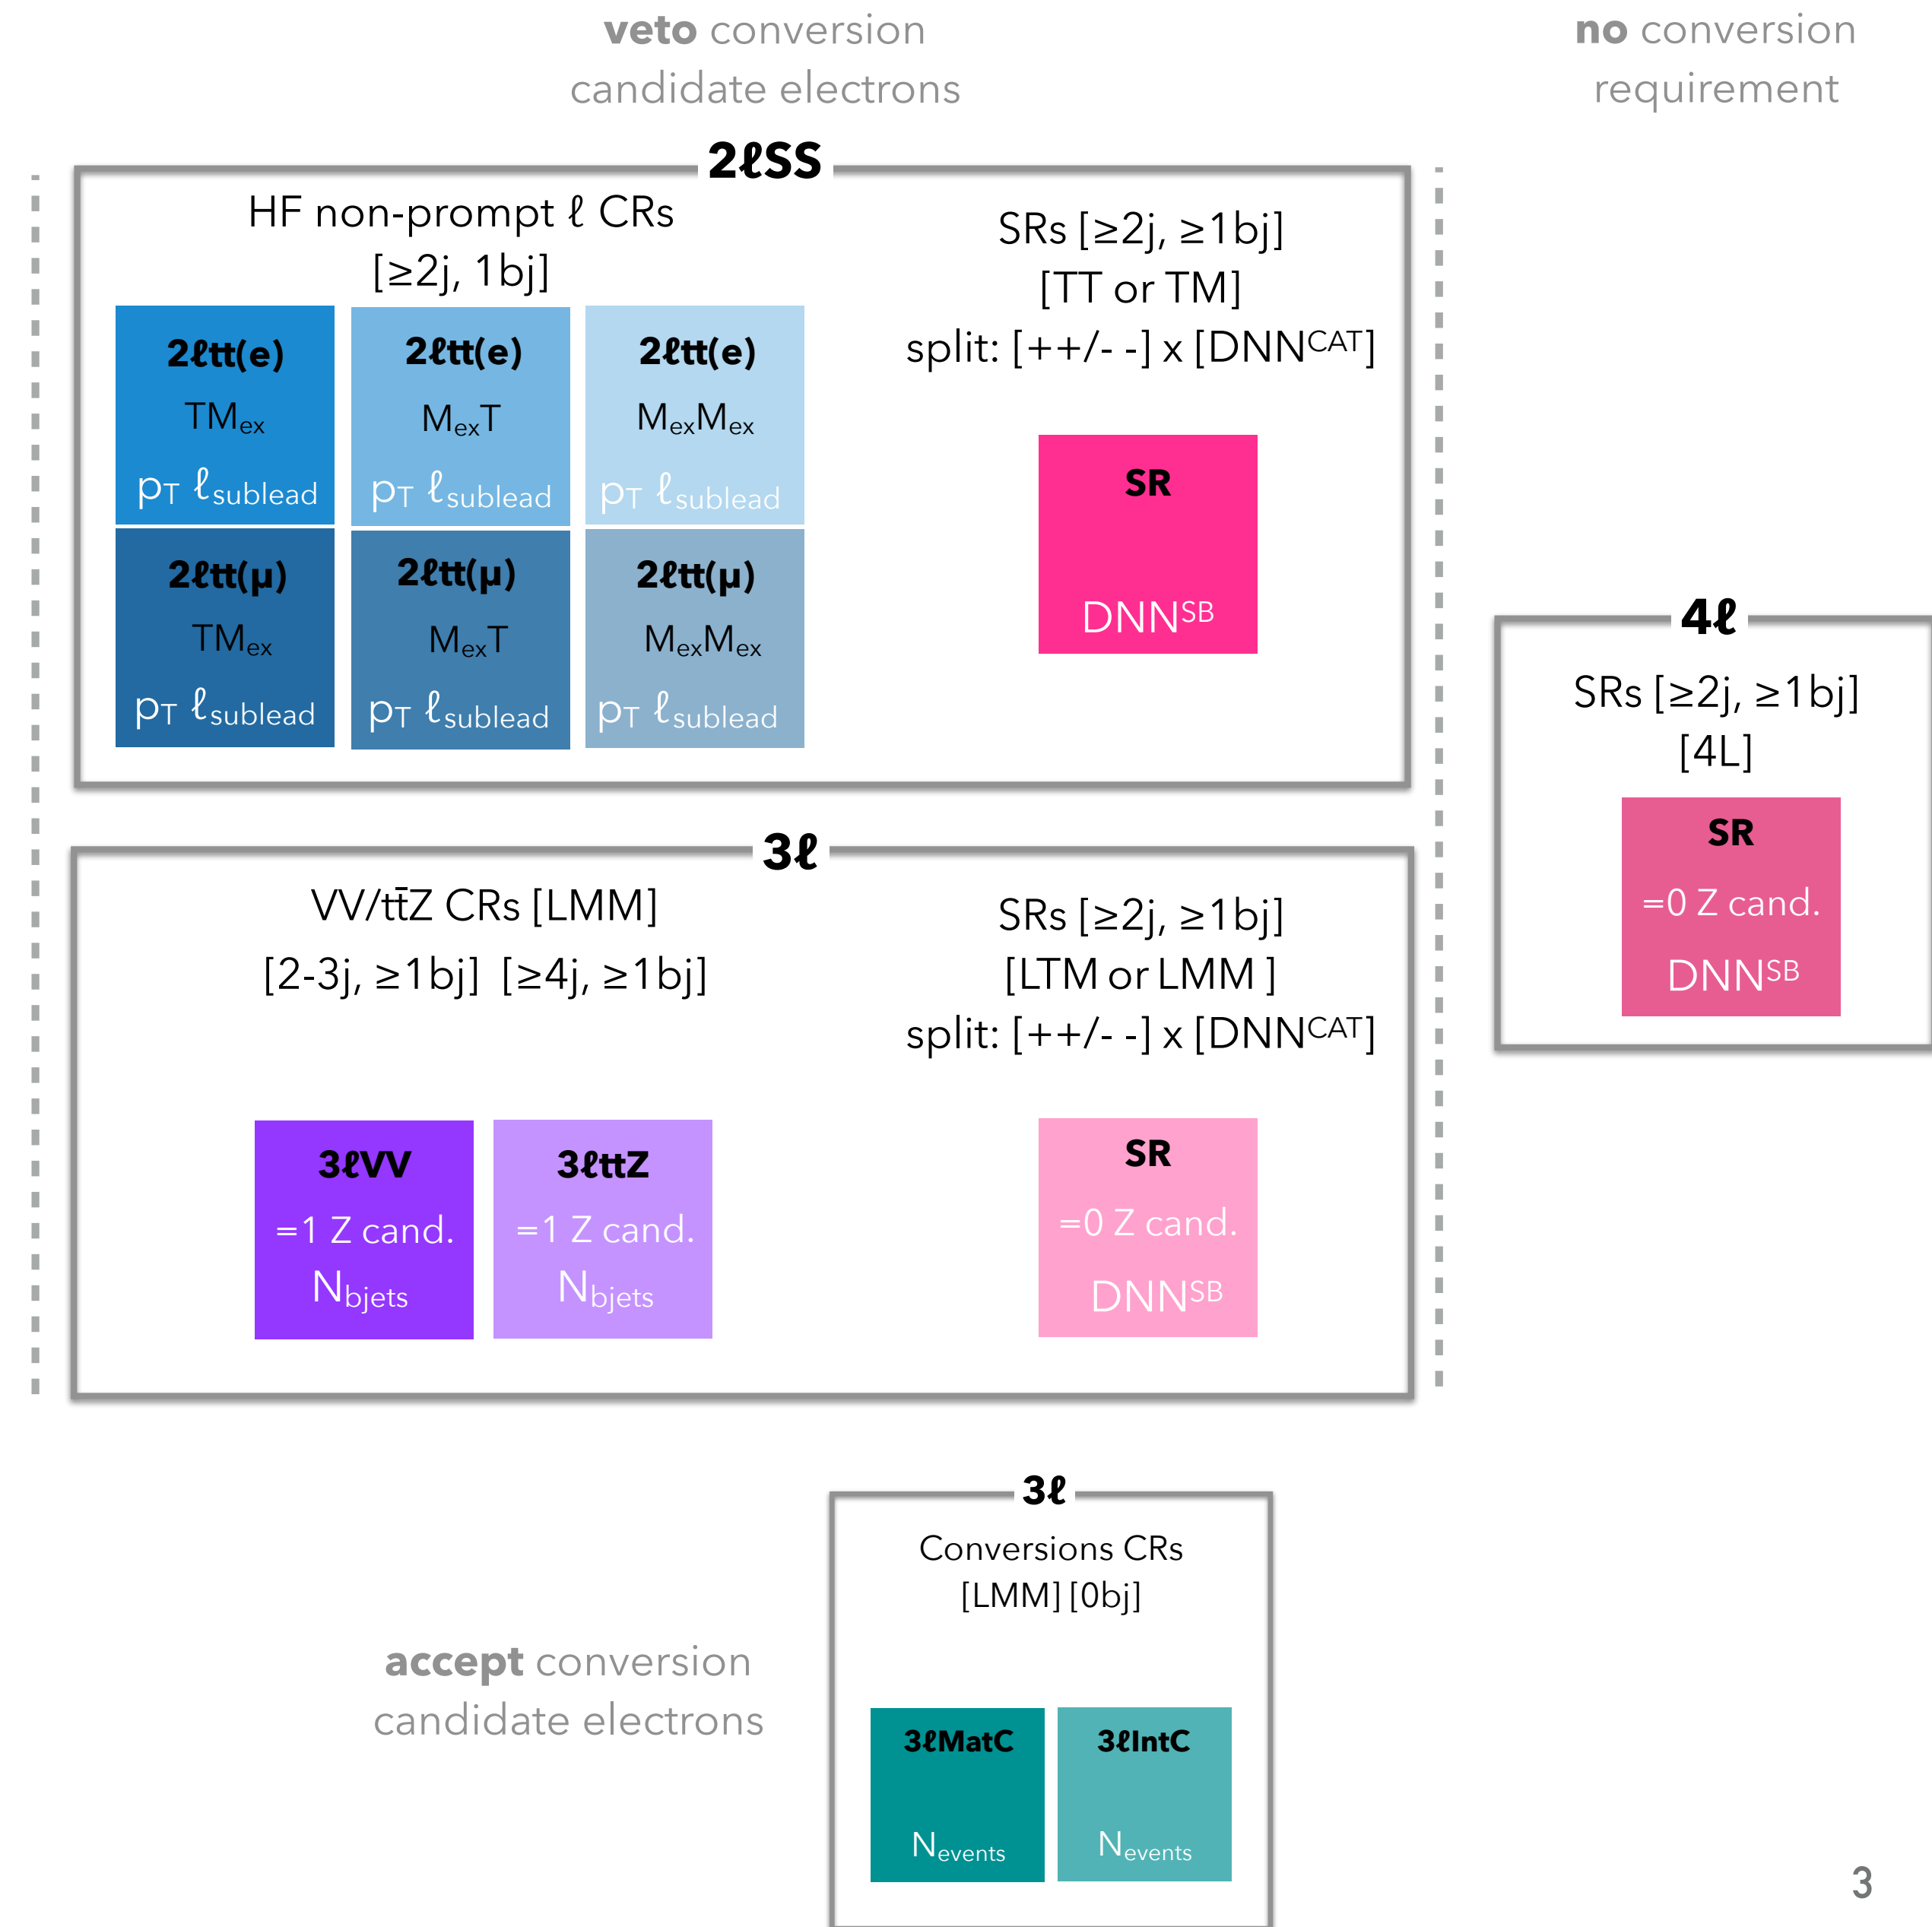 veto conversion
candidate electrons
no conversion
requirement
2ℓSS
HF non-prompt ℓ CRs
[≥2j, 1bj]
2ℓtt(e)
TMex
pT ℓsublead
2ℓtt(e)
MexT
pT ℓsublead
2ℓtt(e)
MexMex
pT ℓsublead
2ℓtt(μ)
TMex
pT ℓsublead
2ℓtt(μ)
MexT
pT ℓsublead
2ℓtt(μ)
MexMex
pT ℓsublead
SRs [≥2j, ≥1bj]
[TT or TM]
split: [++/- -] x [DNNCAT]
SR
DNNSB
4ℓ
SRs [≥2j, ≥1bj]
[4L]
SR
=0 Z cand.
DNNSB
3ℓ
VV/tt̄Z CRs [LMM]
[2-3j, ≥1bj] [≥4j, ≥1bj]
3ℓVV
=1 Z cand.
Nbjets
3ℓttZ
=1 Z cand.
Nbjets
SRs [≥2j, ≥1bj]
[LTM or LMM ]
split: [++/- -] x [DNNCAT]
SR
=0 Z cand.
DNNSB
3ℓ
Conversions CRs
[LMM] [0bj]
accept conversion
candidate electrons
3ℓMatC
Nevents
3ℓIntC
Nevents
3